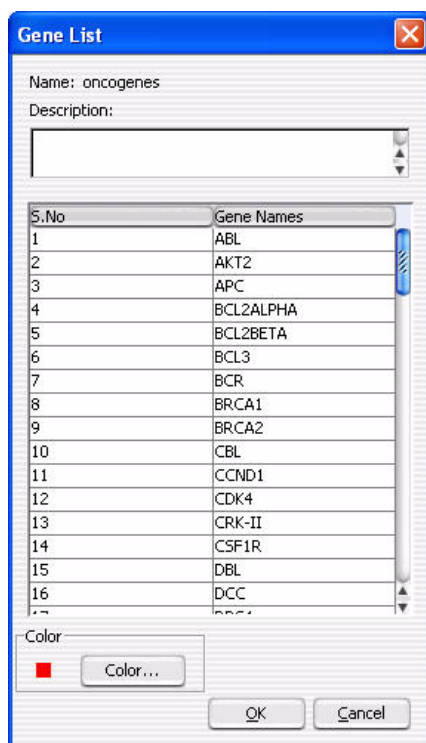 Gene List
Name: oncogenes
Description:
S.No Gene Names
1 ABL
2 AKT2
3 APC
4 BCL2ALPHA
5 BCL2BETA
6 BCL3
7 BCR
8 BRCA1
9 BRCA2
10 CBL
11 CCND1
12 CDK4
13 CRK-II
14 CSF1R
15 DBL
16 DCC
Color
Color...
OK Cancel